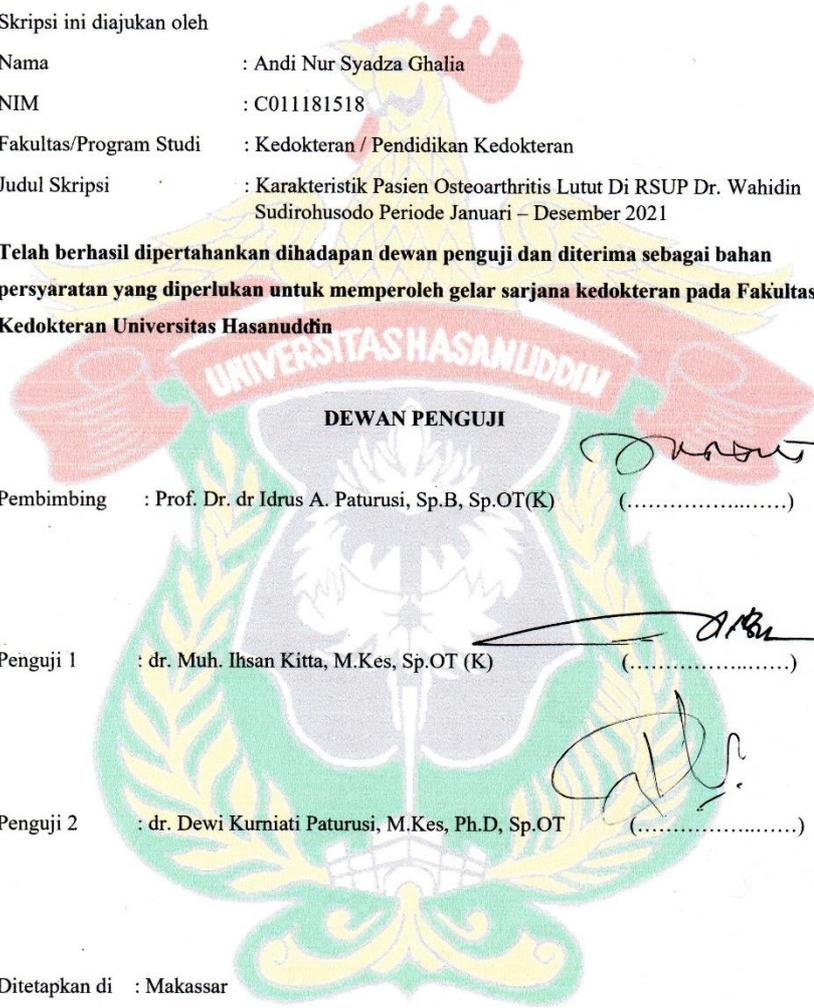 Skripsi ini diajukan oleh
Nama : Andi Nur Syadza Ghalia
NIM : C011181518
Fakultas/Program Studi : Kedokteran / Pendidikan Kedokteran
Judul Skripsi : Karakteristik Pasien Osteoarthritis Lutut Di RSUP Dr. Wahidin
Sudirohusodo Periode Januari – Desember 2021
Telah berhasil dipertahankan dihadapan dewan penguji dan diterima sebagai bahan
persyaratan yang diperlukan untuk memperoleh gelar sarjana kedokteran pada Fakultas
Kedokteran Universitas Hasanuddin
UNIVERSITAS HASANUDDIN
DEWAN PENGUJI
Pembimbing : Prof. Dr. dr Idrus A. Paturusi, Sp.B, Sp.OT(K) (…………………….)
Penguji 1 : dr. Muh. Ihsan Kitta, M.Kes, Sp.OT (K) (…………………….)
Penguji 2 : dr. Dewi Kurniati Paturusi, M.Kes, Ph.D, Sp.OT (…………………….)
Ditetapkan di : Makassar